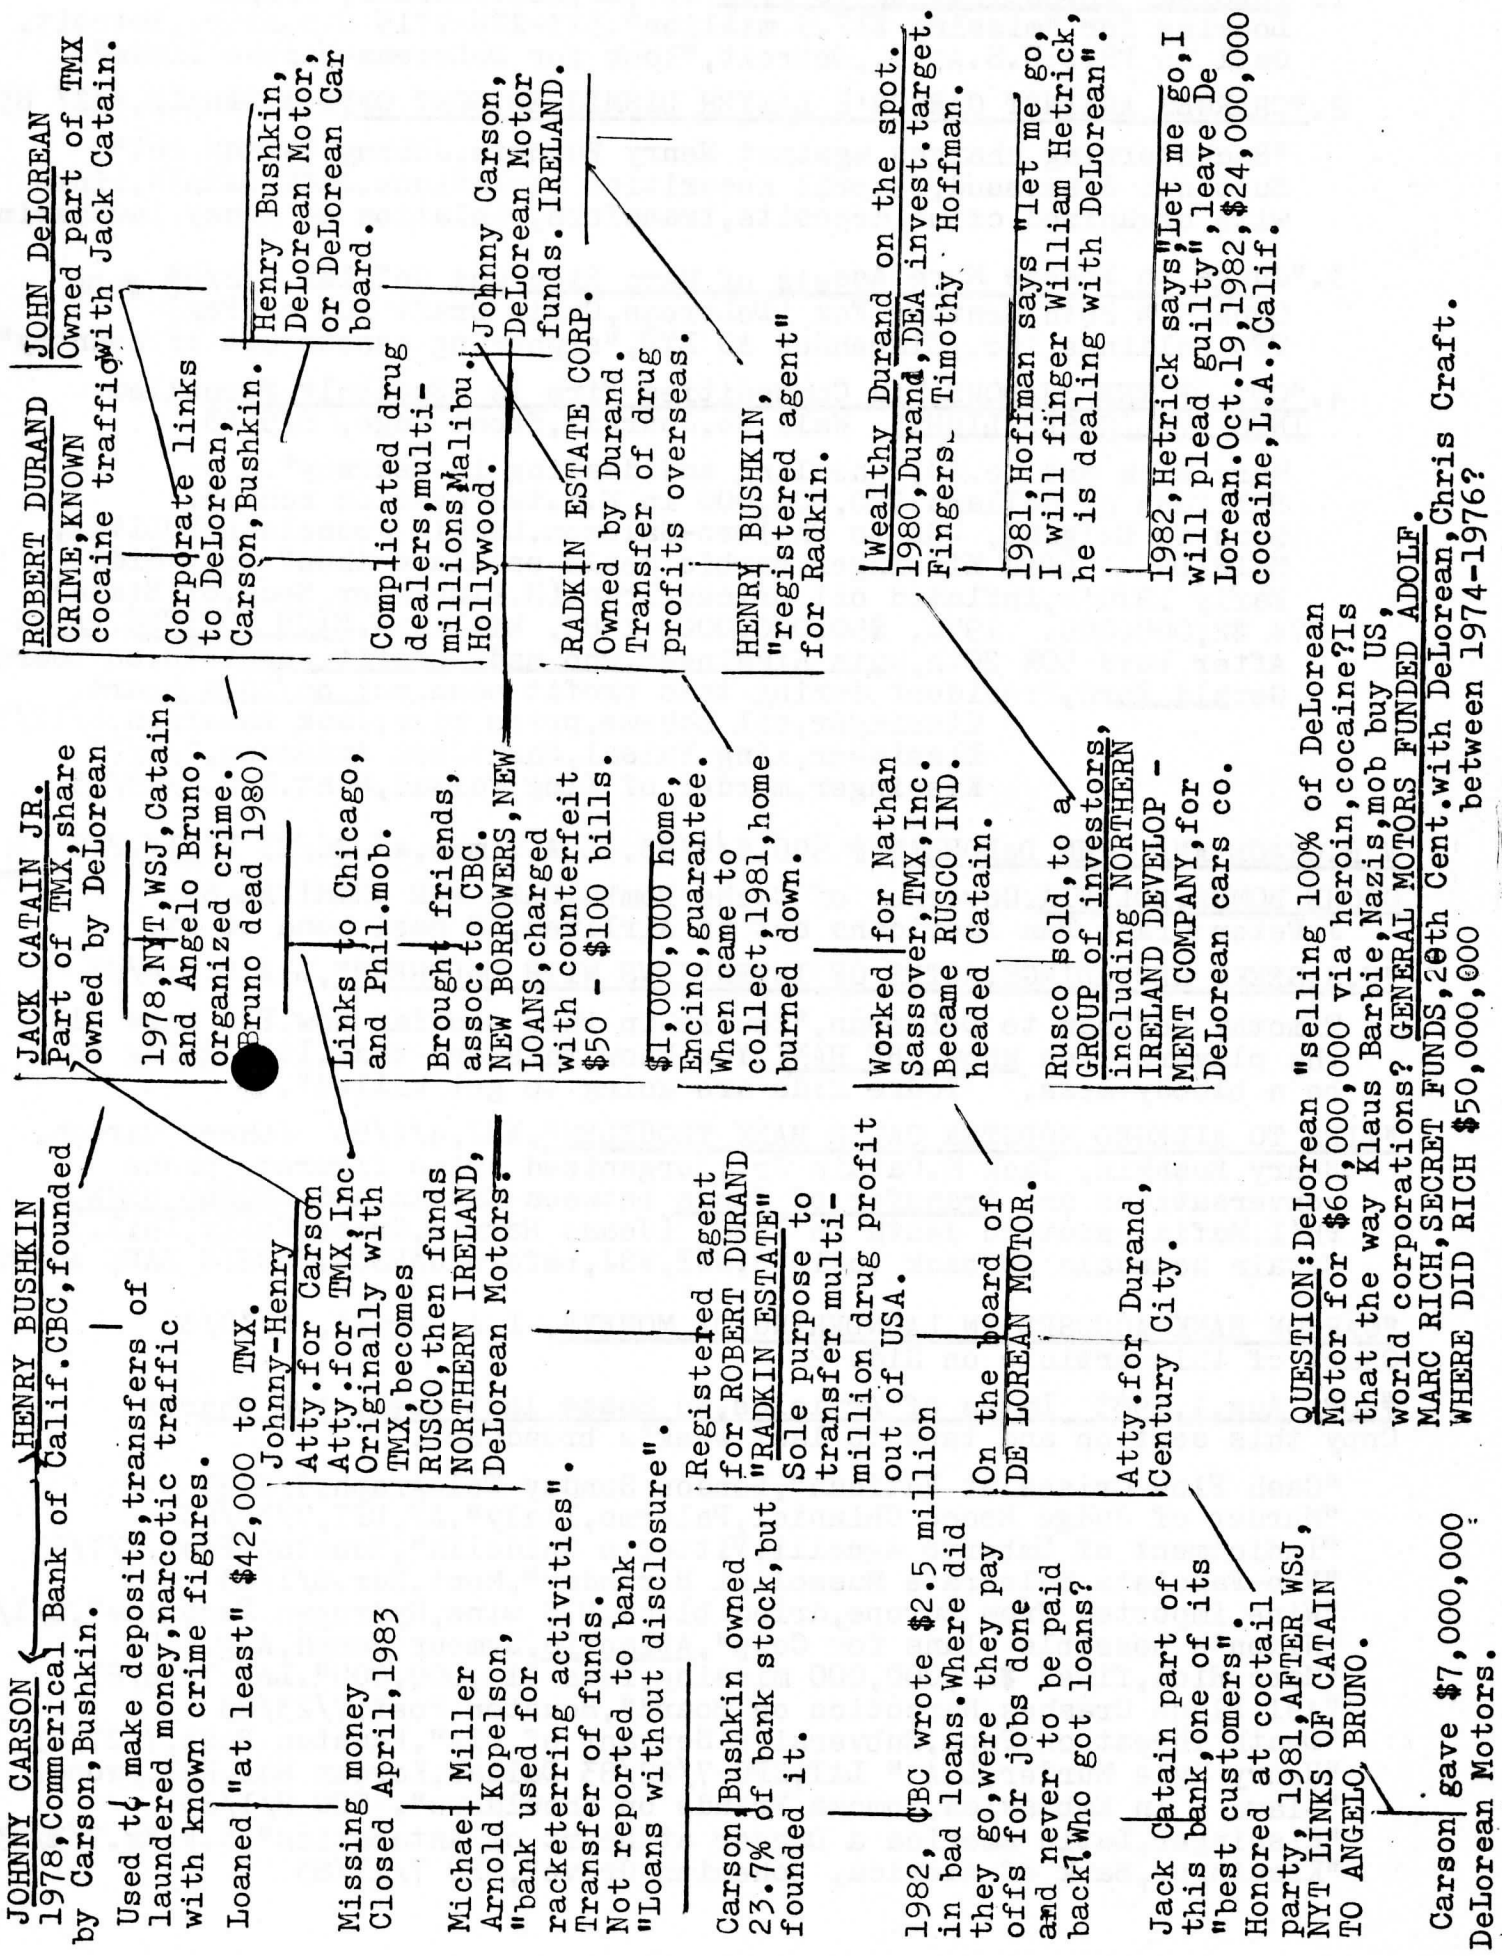 JOHNNY CARSON
HENRY BUSHKIN
1978,Commerical Bank of Calif.CBC,founded
by Carson,Bushkin.
Used to make deposits,transfers of
laundered money,narcotic traffic
with known crime figures.
Loaned"at least" $42,000 to TMX.
Missing money
Closed April,1983
Michael Miller
Arnold Koperson,
"bank used for
racketerring activities".
Transfer of funds.
Not reported to bank.
"Loans without disclosure".
Carson,Bushkin owned
23.7% of bank stock,but
founded it.
1982, CBC wrote $2.5 million
in bad loans.Where did
they go,were they pay
offs for jobs done
and never to be paid
back?Who got loans?
Jack Catain part of
this bank,one of its
"best customers".
Honored at coctail
party,1981,AFTER WSJ,
NYT LINKS OF CATAIN
TO ANGELO BRUNO.
Carson gave $7,000,000
DeLorean Motors.
Johnny-Henry
Atty.for Carson
Atty.for TMX,Inc.
Originally with
TMX,becomes
RUSCO,then funds
NORTHERN IRELAND,
DeLorean Motors.
Registered agent
for ROBERT DURAND
"RADKIN ESTATE"
Sole purpose to
transfer multi-
million drug profit
out of USA.
On the board of
DE LOREAN MOTOR.
Atty.for Durand,
Century City.
JACK CATAIN JR.
Part of TMX,share
owned by DeLorean
1978,NYT,WSJ,Catain,
and Angelo Bruno,
organized crime.
Bruno dead 1980)
Links to Chicago,
and Phil.mob.
Brought friends,
assoc.to CBC.
NEW BORROWERS,NEW
LOANS,charged
with counterfeit
$50 - $100 bills.
$1,000,000 home,
Encino,guarantee.
When came to
collect,1981,home
burned down.
Worked for Nathan
Sassover,TMX,Inc.
Became RUSCO IND.
headed Catain.
Rusco sod,to a
GROUP of investors,
including NORTHERN
IRELAND DEVELOP -
MENT COMPANY,for
DeLorean cars co.
ROBERT DURAND
CRIME,KNOWN
cocaine traffic,
Corporate links
to DeLorean,
Carson,Bushkin.
Complicated drug
dealers,multi-
millions,Malibu.
Hollywood.
RADKIN ESTATE CORP.
Owned by Durand.
Transfer of drug
profits overseas.
HENRY BUSHKIN,
"registered agent"
for Radkin.
JOHN DeLOREAN
Owned part of TMX
with Jack Catain.
Henry Bushkin,
DeLorean Motor,
or DeLorean Car
board.
Johnny Carson,
DeLorean Motor
funds.IRELAND.
Wealthy Durand on the spot.
1980,Durand,DEA invest.target.
Fingers Timothy Hoffman.
1981,Hoffman says "let me go,
I will finger William Hetrick,
he is dealing with DeLorean".
1982,Hetrick says"Let me go,I
will plead guilty",leave De
Lorean.Oct.19,1982,$24,000,000
cocaine,L.A.,Calif.
QUESTION:DeLorean "selling 100% of DeLorean
Motor for $60,000,000via heroin,cocaine?Is
that the way Klaus Barbie,Nazis,mob buy US,
world corporations? GENERAL MOTORS FUNDED ADOLF.
MARC RICH,SECRET FUNDS,20th Cent.with DeLorean,Chris Craft.
WHERE DID RICH $50,000,000 between 1974-1976?